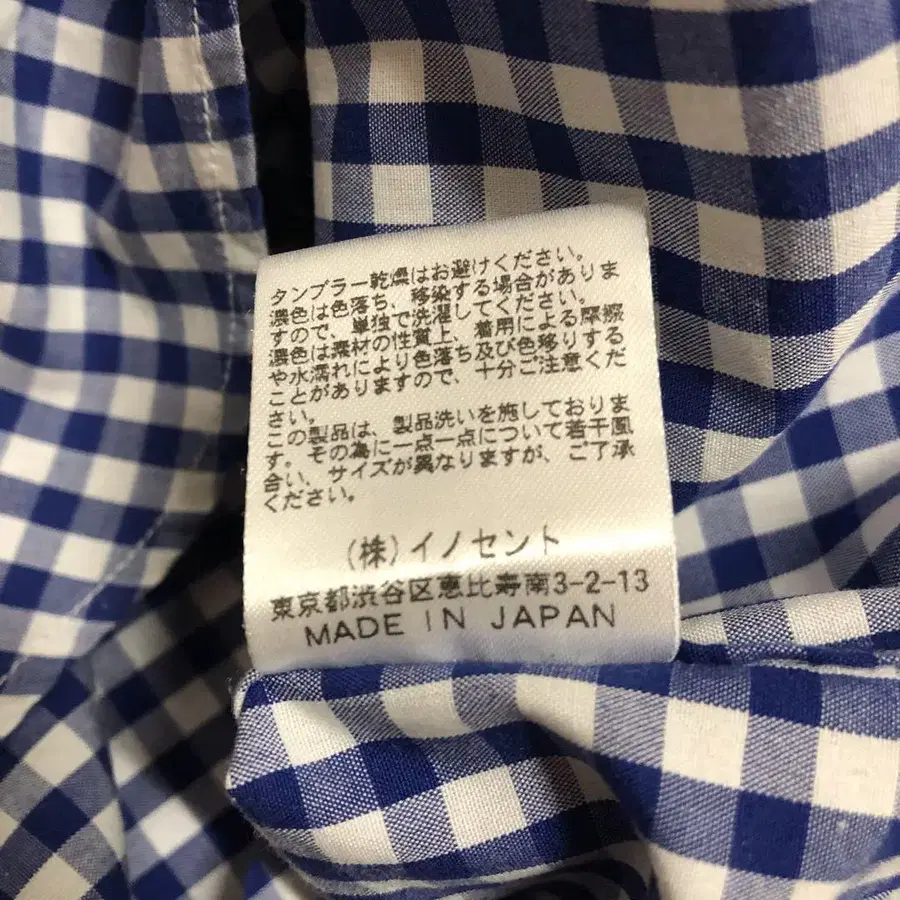 タンブラー乾燥はお避けください。
濃色は色落ち、移染する場合がありま
すので、単独で洗濯してください。
濃色は素材の性質上、着用による摩擦
や水濡れにより色落ち及び色移りする
ことがありますので、十分ご注意くだ
さい。
この製品は、製品洗いを施しておりま
す。その為に一点一点について若干風
合い、サイズが異なりますが、ご了承
ください。
(株)イノセント
東京都渋谷区恵比寿南3-2-13
MADE IN JAPAN